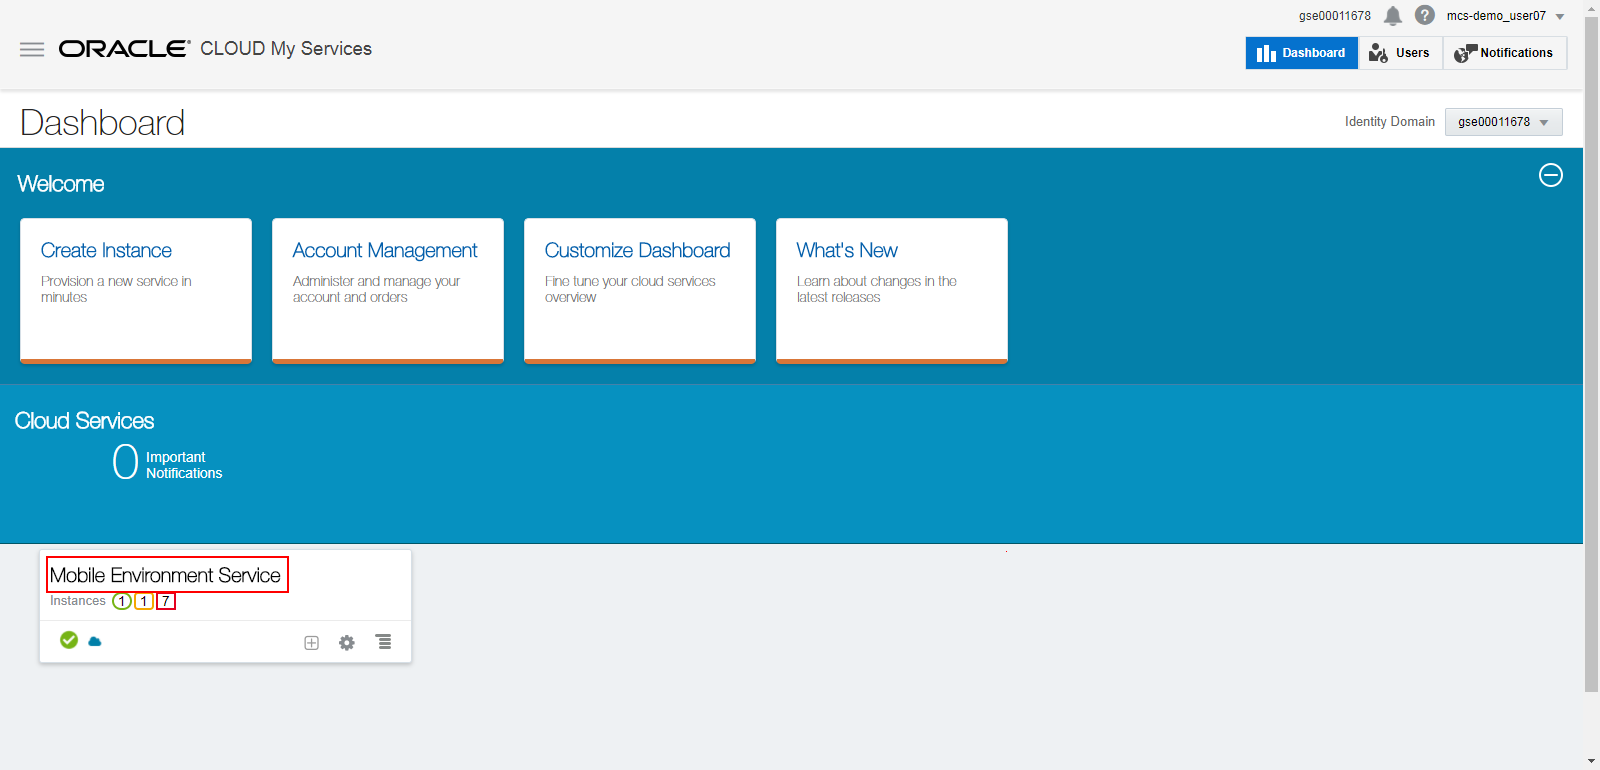 gse00011678
mcs-demo_user07
ORACLE® CLOUD My Services
Dashboard
Users
Notifications
Dashboard
Identity Domain
gse00011678
Welcome
Create Instance
Provision a new service in
minutes
Account Management
Administer and manage your
account and orders
Customize Dashboard
Fine tune your cloud services
overview
What's New
Learn about changes in the
latest releases
Cloud Services
0
Important
Notifications
Mobile Environment Service
Instances 1 1 7